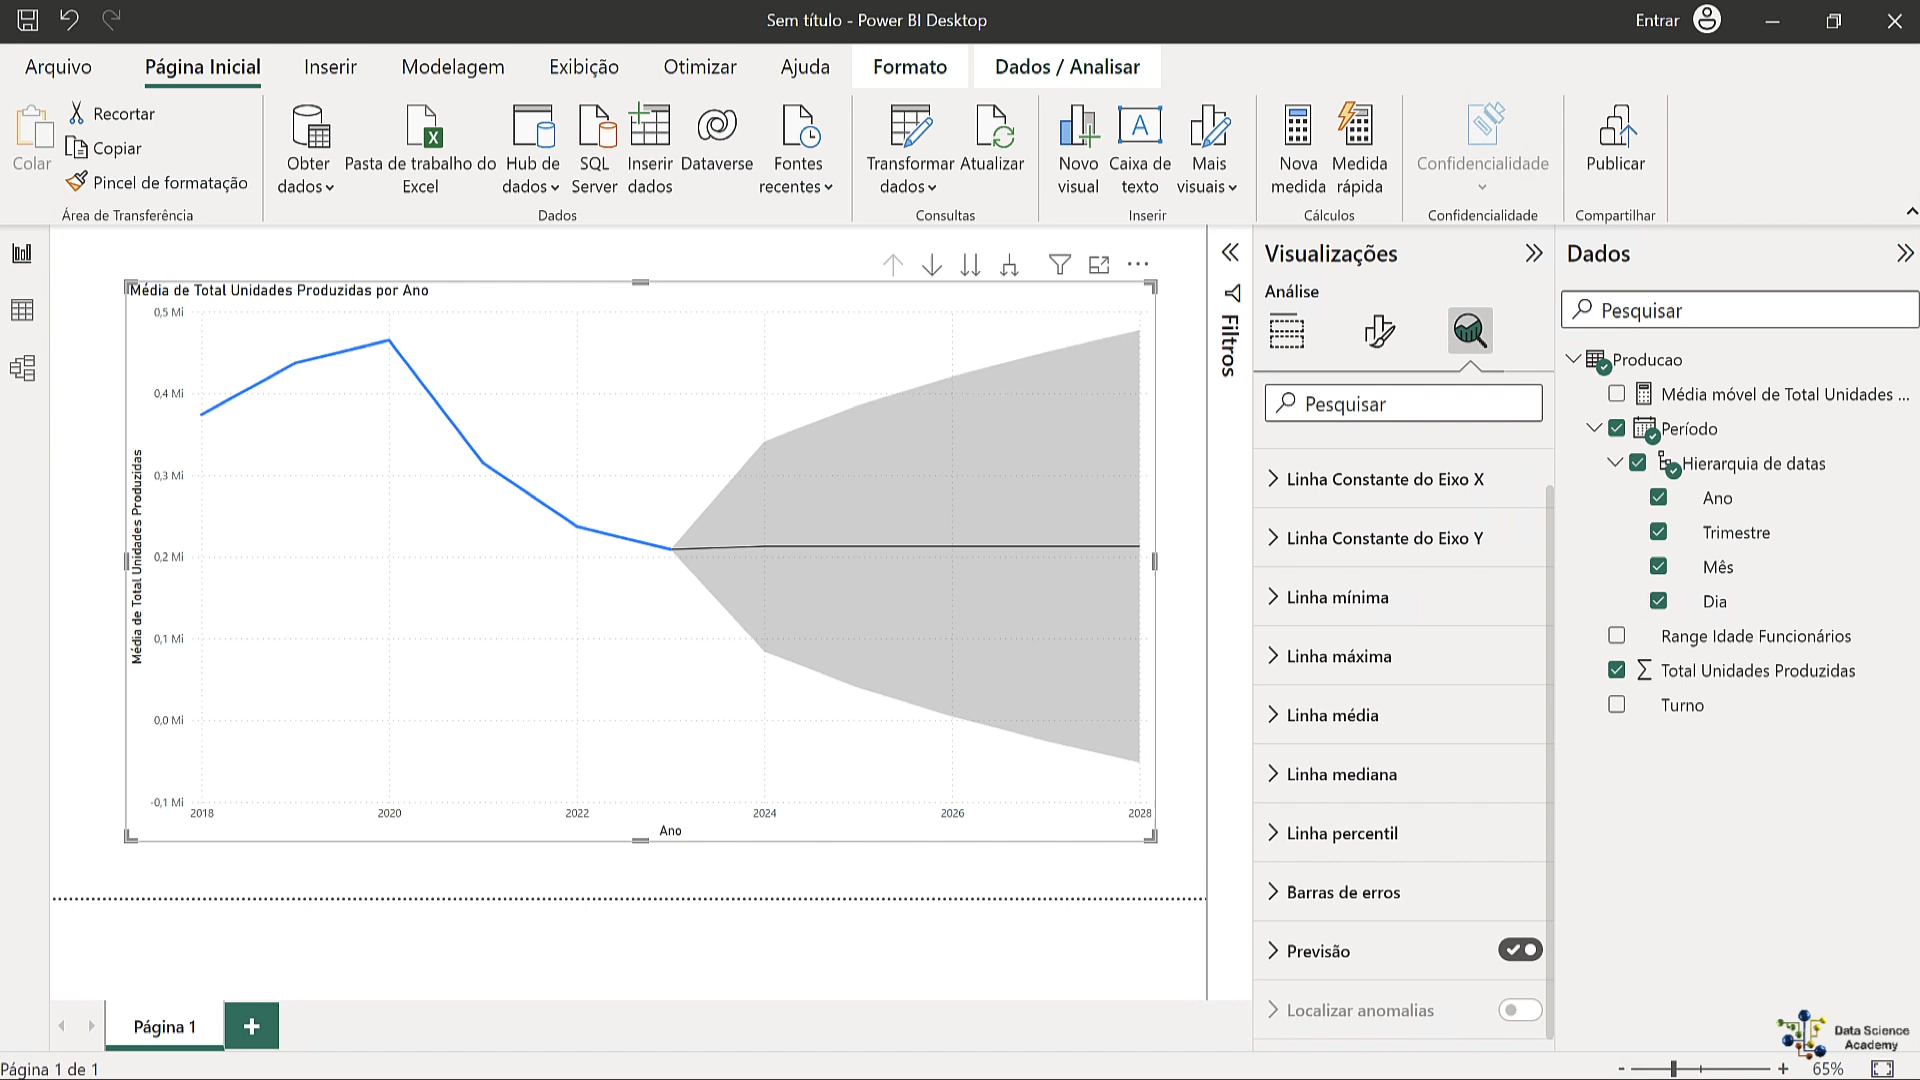 Sem título - Power BI Desktop
Entrar
Arquivo
Página Inicial
Inserir
Modelagem
Exibição
Otimizar
Ajuda
Formato
Dados / Analisar
Colar
Recortar
Copiar
Pincel de formatação
Área de Transferência
Obter dados
Pasta de trabalho do Excel
Hub de dados
SQL Server
Inserir dados
Dataverse
Fontes recentes
Dados
Transformar dados
Atualizar
Consultas
Novo visual
Caixa de texto
Mais visuais
Inserir
Nova medida
Medida rápida
Cálculos
Confidencialidade
Confidencialidade
Publicar
Compartilhar
Média de Total Unidades Produzidas por Ano
0,5 Mi
0,4 Mi
0,3 Mi
0,2 Mi
0,1 Mi
0,0 Mi
-0,1 Mi
Média de Total Unidades Produzidas
2018
2020
2022
2024
2026
2028
Ano
Filtros
Visualizações
Análise
Pesquisar
Linha Constante do Eixo X
Linha Constante do Eixo Y
Linha mínima
Linha máxima
Linha média
Linha mediana
Linha percentil
Barras de erros
Previsão
Localizar anomalias
Dados
Pesquisar
Producao
Média móvel de Total Unidades ...
Período
Hierarquia de datas
Ano
Trimestre
Mês
Dia
Range Idade Funcionários
Total Unidades Produzidas
Turno
Página 1
Data Science
Academy
Página 1 de 1
- + 65%